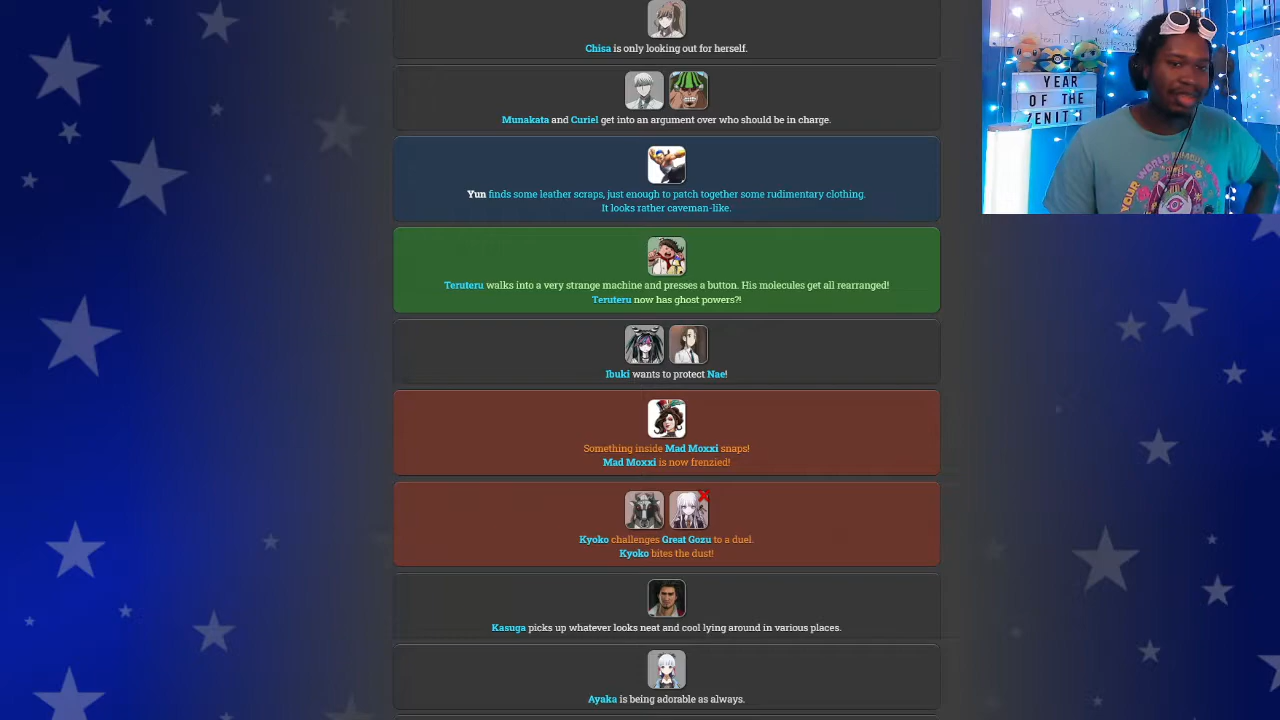 Chisa is only looking out for herself.
Munakata and Curiel get into an argument over who should be in charge.
Yun finds some leather scraps, just enough to patch together some rudimentary clothing.
It looks rather caveman-like.
Teruteru walks into a very strange machine and presses a button. His molecules get all rearranged!
Teruteru now has ghost powers?!
Ibuki wants to protect Nae!
Something inside Mad Moxxi snaps!
Mad Moxxi is now frenzied!
Kyoko challenges Great Gozu to a duel.
Kyoko bites the dust!
Kasuga picks up whatever looks neat and cool lying around in various places.
Ayaka is being adorable as always.
YEAR
OF THE
ZENITH
YOUR WORLD FAMOUS